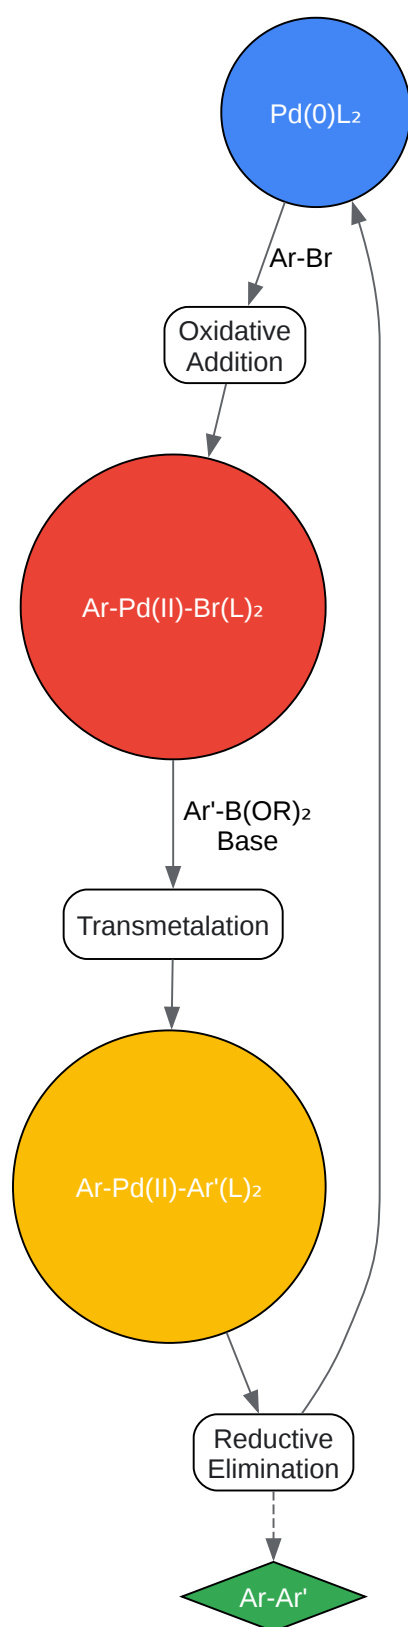 Pd(0)L₂
Ar-Br
Oxidative
Addition
Ar-Pd(II)-Br(L)₂
Ar'-B(OR)₂
Base
Transmetalation
Ar-Pd(II)-Ar'(L)₂
Reductive
Elimination
Ar-Ar'